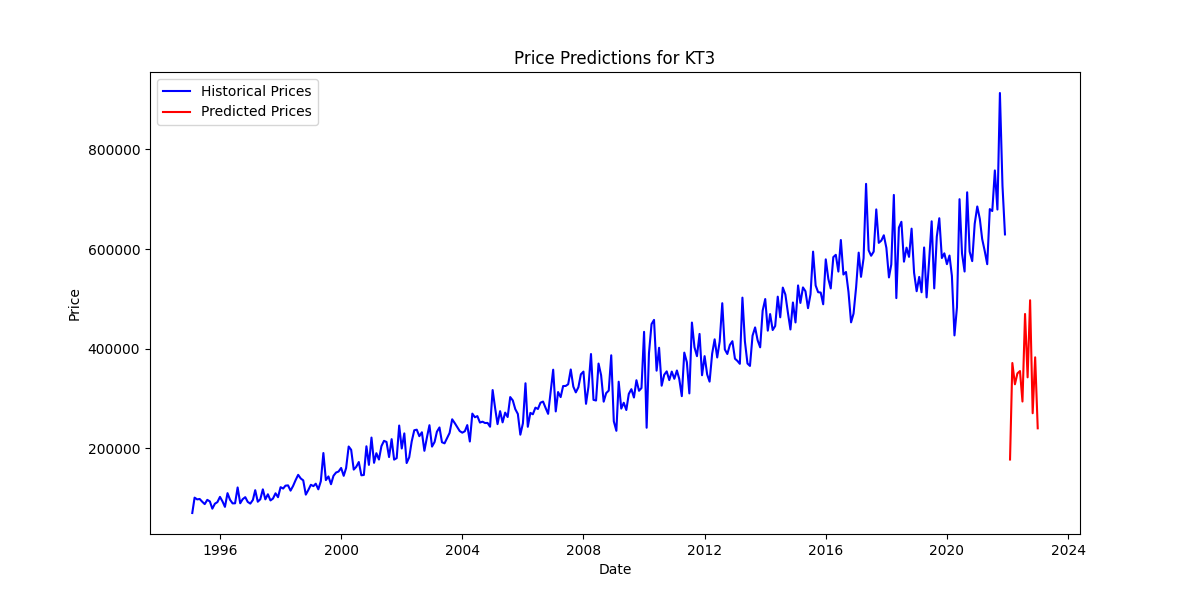 Price Predictions for KT3
Historical Prices
Predicted Prices
800000
600000
400000
200000
Price
1996 2000 2004 2008 2012 2016 2020 2024
Date